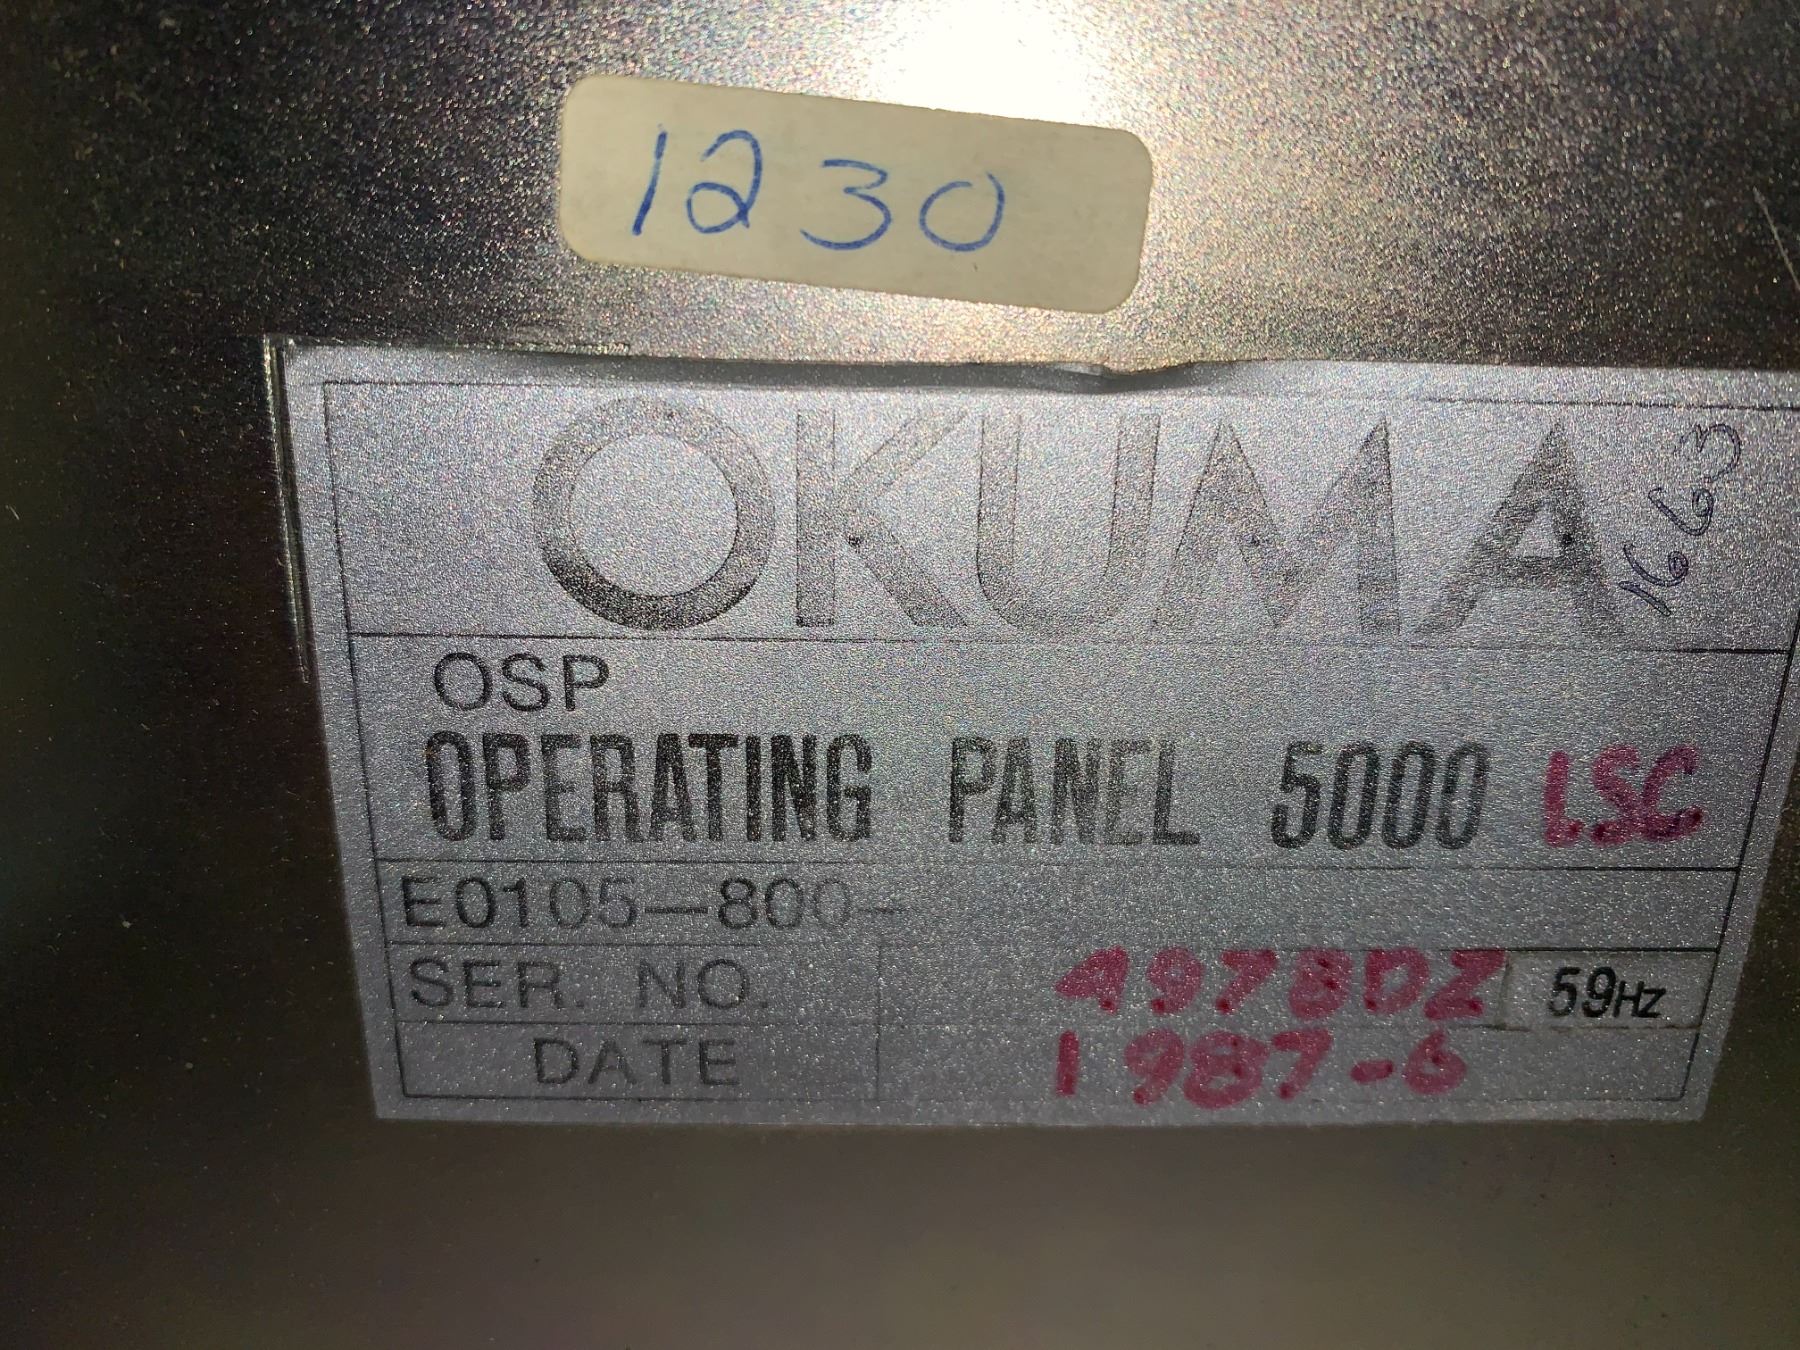 1230
OKUMA
1663
OSP
OPERATING PANEL 5000 LSC
E0105-800-
SER. NO. 4978DZ 59HZ
DATE 1987-6